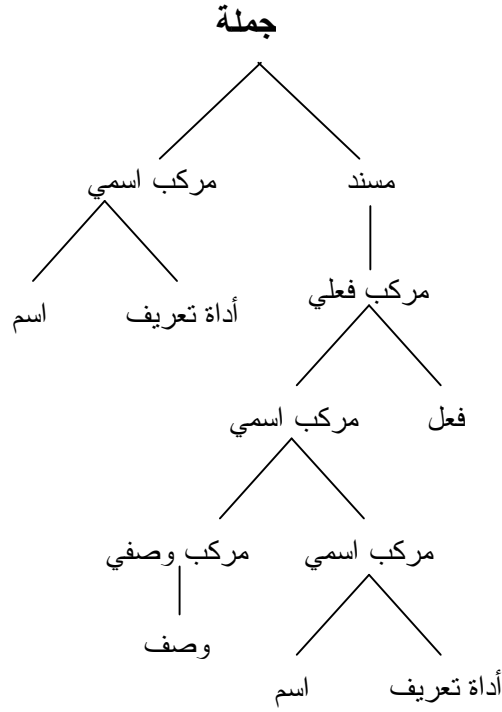 جملة
مسند
مركب اسمي
مركب فعلي
أداة تعريف
اسم
فعل
مركب اسمي
مركب اسمي
مركب وصفي
وصف
أداة تعريف
اسم